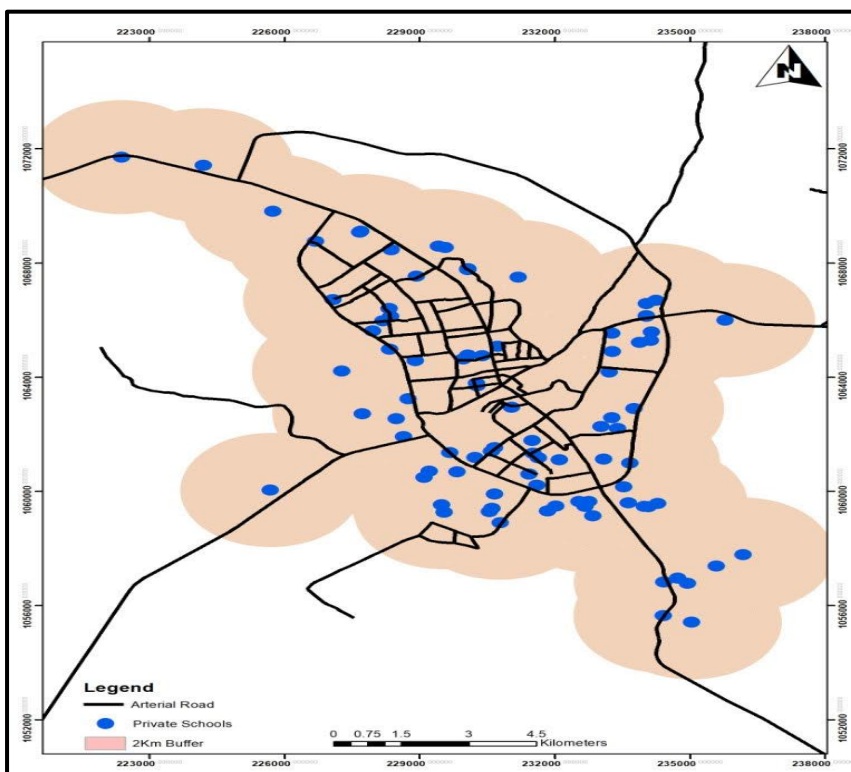 223000 226000 229000 232000 235000 238000
N
1072000 1072000
1068000 1068000
1064000 1064000
1060000 1060000
1056000 1056000
1052000 1052000
Legend
Arterial Road
Private Schools
2Km Buffer
0 0.75 1.5 3 4.5
Kilometers
223000 226000 229000 232000 235000 238000